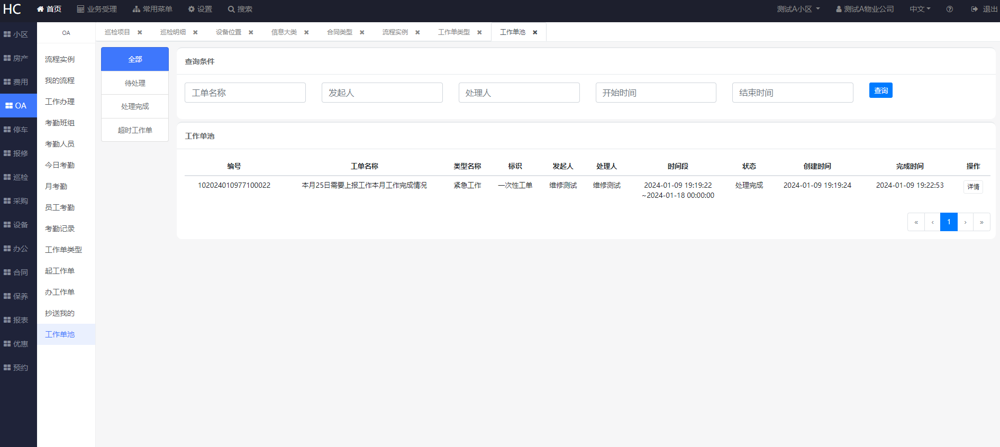 HC 首页 业务受理 常用菜单 设置 搜索 测试A小区 测试A物业公司 中文 退出
小区
房产
费用
OA
停车
报修
巡检
采购
设备
办公
合同
保养
报表
优惠
预约
OA
流程实例
我的流程
工作办理
考勤班组
考勤人员
今日考勤
月考勤
员工考勤
考勤记录
工作单类型
起工作单
办工作单
抄送我的
工作单池
巡检项目 巡检明细 设备位置 信息大类 合同类型 流程实例 工作单类型 工作单池
全部
待处理
处理完成
超时工作单
查询条件
工单名称 发起人 处理人 开始时间 结束时间 查询
工作单池
编号 工单名称 类型名称 标识 发起人 处理人 时间段 状态 创建时间 完成时间 操作
102024010977100022 本月25日需要上报工作本月工作完成情况 紧急工作 一次性工单 维修测试 维修测试 2024-01-09 19:19:22 处理完成 2024-01-09 19:19:24 2024-01-09 19:22:53 详情
~2024-01-18 00:00:00
« ‹ 1 › »